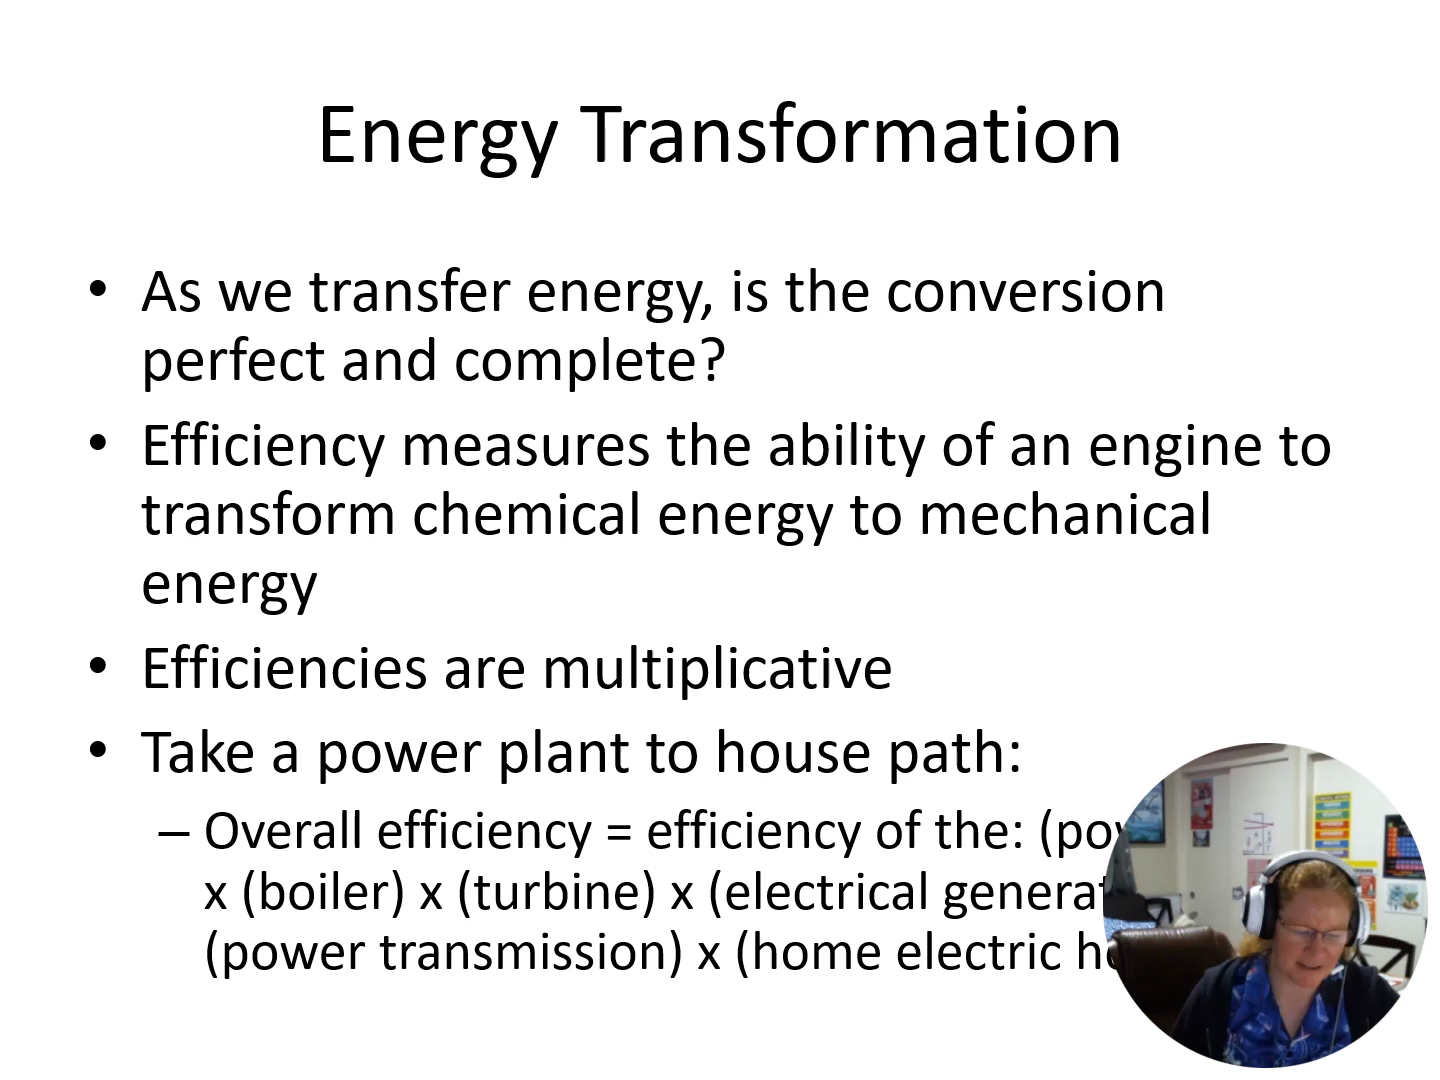 Energy Transformation
• As we transfer energy, is the conversion
perfect and complete?
• Efficiency measures the ability of an engine to
transform chemical energy to mechanical
energy
• Efficiencies are multiplicative
• Take a power plant to house path:
– Overall efficiency = efficiency of the: (
x (boiler) x (turbine) x (electrical
(power transmission) x (home electric